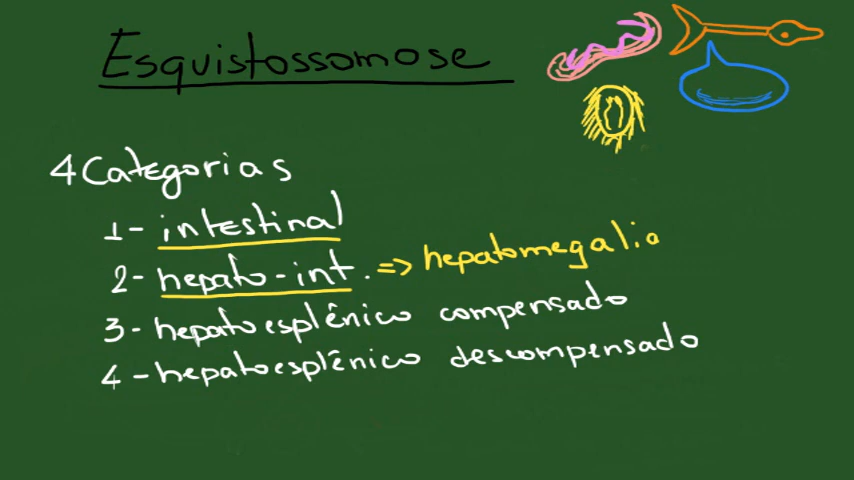 Esquistossomose
4 Categorias
1- intestinal
2- hepato-int. => hepatomegalia
3- hepatoesplênico compensado
4- hepatoesplênico descompensado